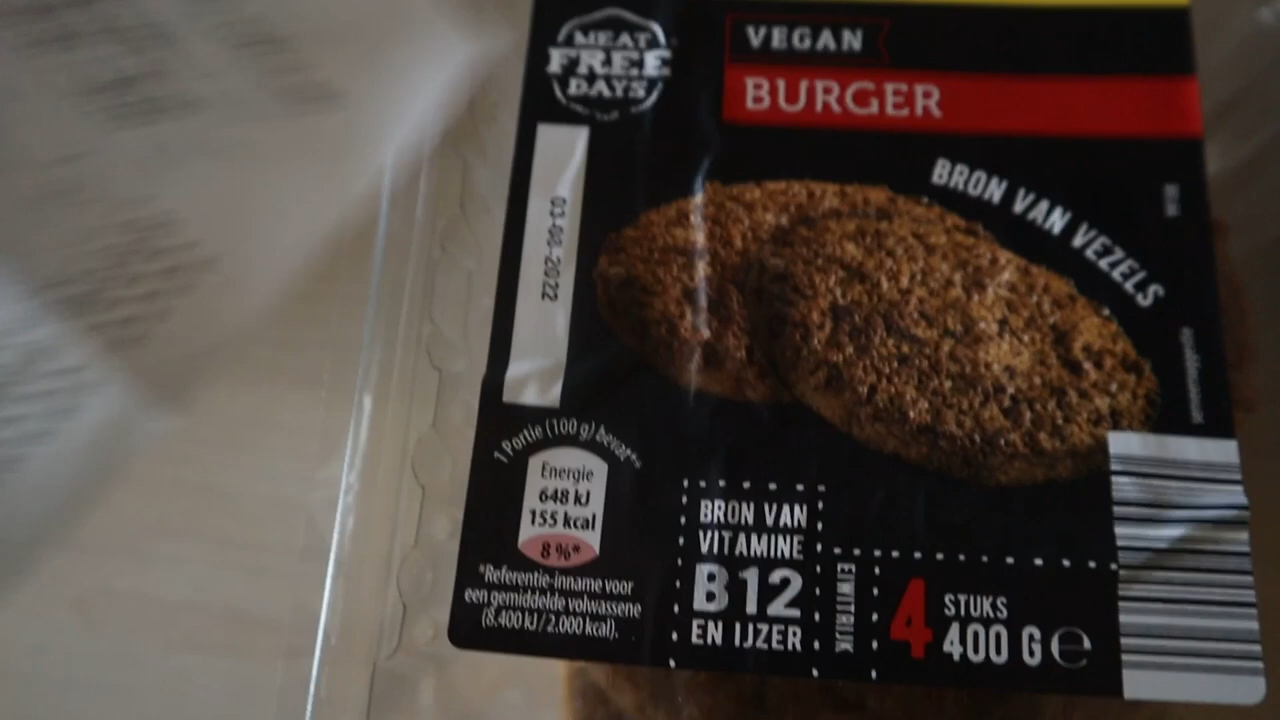 MEAT
FREE
DAYS
VEGAN
BURGER
BRON VAN VEZELS
03-08-2022
1 Portie (100 g) bevat**
Energie
648 kJ
155 kcal
8 %*
*Referentie-inname voor
een gemiddelde volwassene
(8.400 kJ / 2.000 kcal).
BRON VAN
VITAMINE
B12
EN IJZER
EIWITRIJK
4 STUKS
400 G e